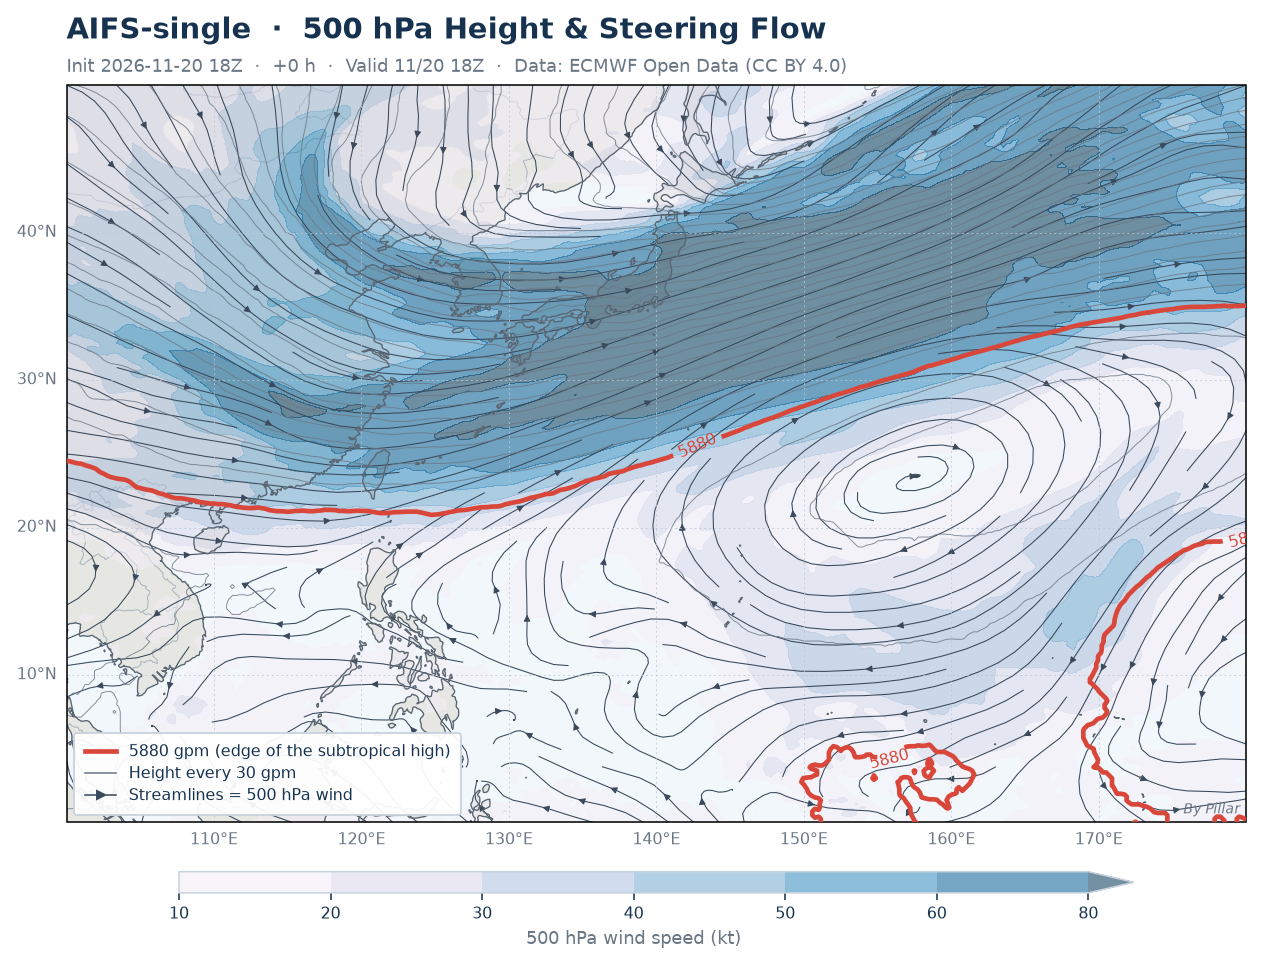 AIFS-single · 500 hPa Height & Steering Flow
Init 2026-11-20 18Z · +0 h · Valid 11/20 18Z · Data: ECMWF Open Data (CC BY 4.0)
40°N
30°N
20°N
10°N
5880
58
5880
5880 gpm (edge of the subtropical high)
Height every 30 gpm
Streamlines = 500 hPa wind
By Pillar
110°E 120°E 130°E 140°E 150°E 160°E 170°E
10 20 30 40 50 60 80
500 hPa wind speed (kt)